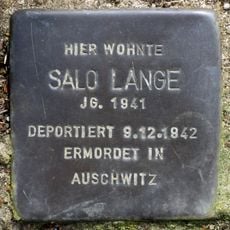 HIER WOHNTE
SALO LANGE
JG. 1941
DEPORTIERT 9.12.1942
ERMORDET IN
AUSCHWITZ